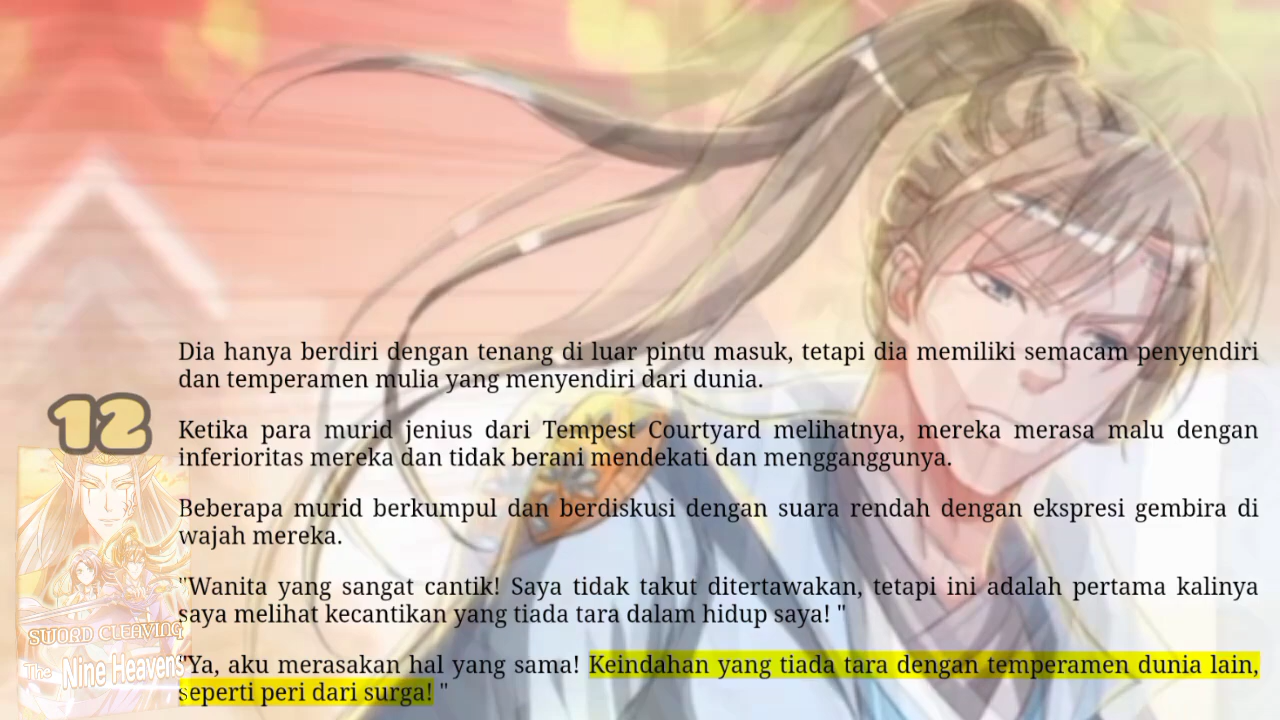 Dia hanya berdiri dengan tenang di luar pintu masuk, tetapi dia memiliki semacam penyendiri
dan temperamen mulia yang menyendiri dari dunia.
Ketika para murid jenius dari Tempest Courtyard melihatnya, mereka merasa malu dengan
inferioritas mereka dan tidak berani mendekati dan mengganggunya.
Beberapa murid berkumpul dan berdiskusi dengan suara rendah dengan ekspresi gembira di
wajah mereka.
"Wanita yang sangat cantik! Saya tidak takut ditertawakan, tetapi ini adalah pertama kalinya
saya melihat kecantikan yang tiada tara dalam hidup saya! "
"Ya, aku merasakan hal yang sama! Keindahan yang tiada tara dengan temperamen dunia lain,
seperti peri dari surga! "
12
SWORD CLEAVING
The Nine Heavens